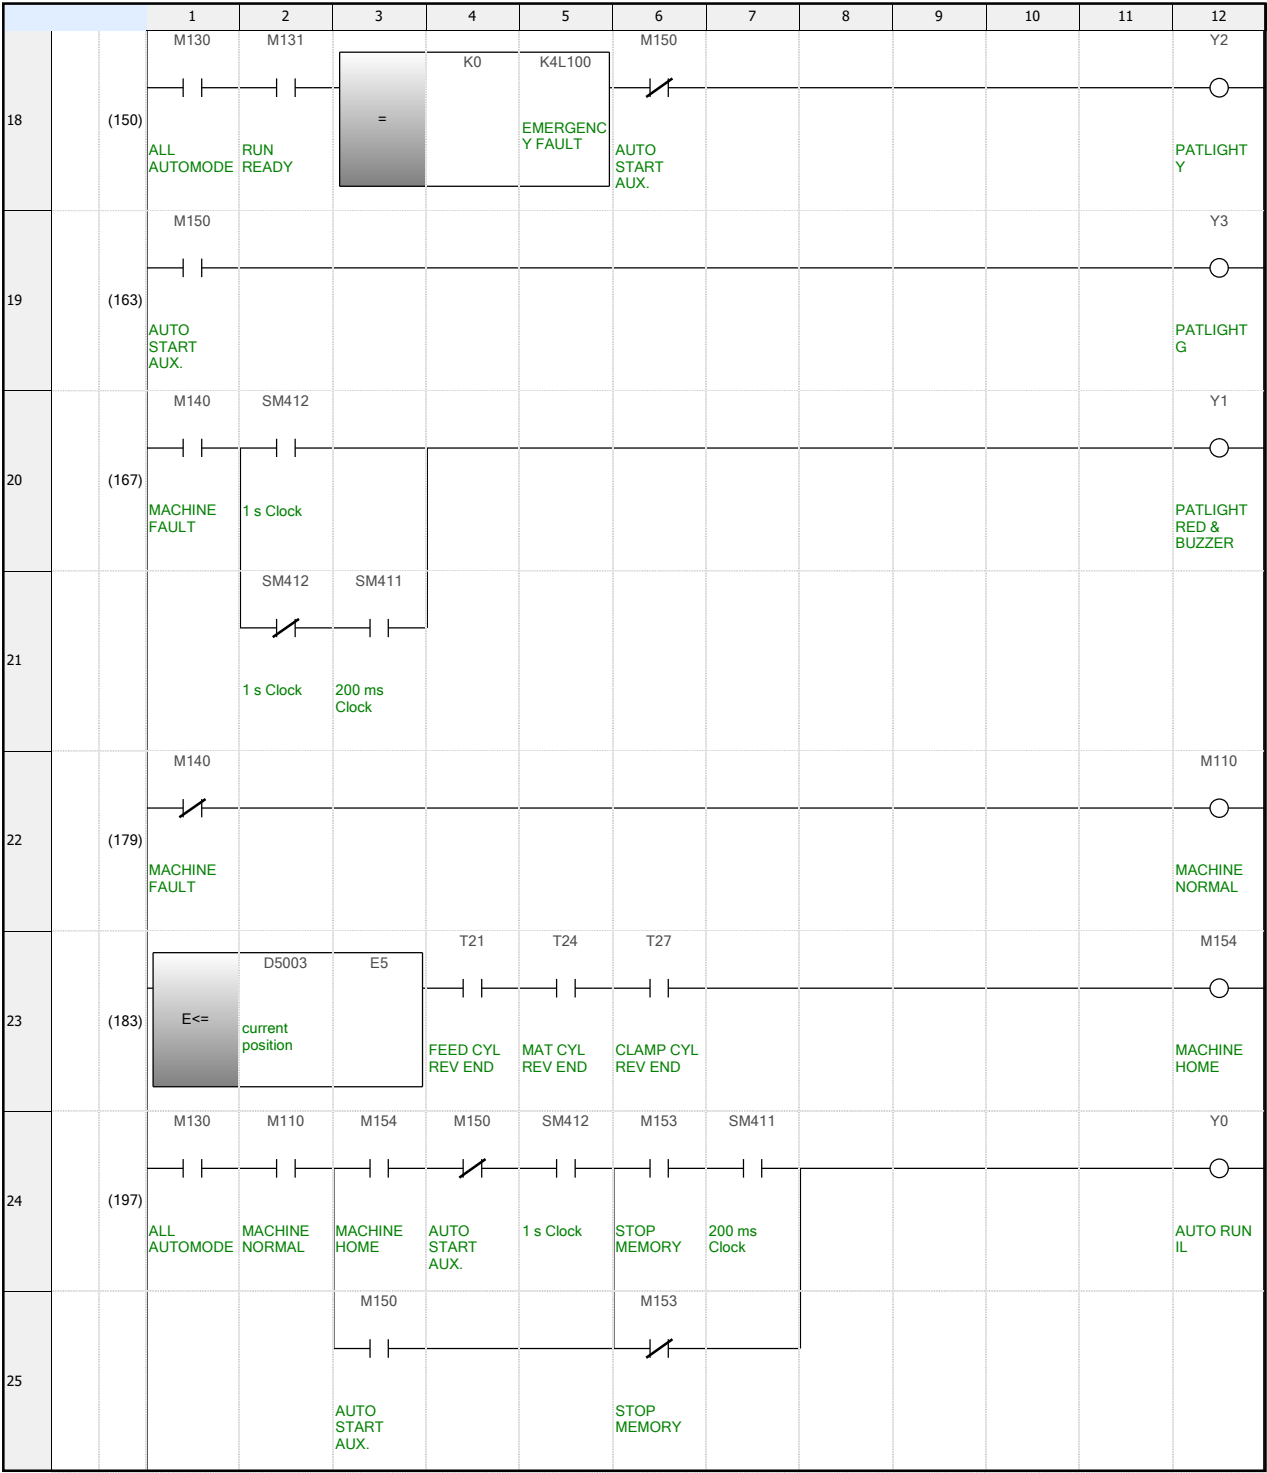 1 2 3 4 5 6 7 8 9 10 11 12
M130 M131 M150 Y2
K0 K4L100
18 (150) =
EMERGENC
Y FAULT
ALL
AUTOMODE
RUN
READY
AUTO
START
AUX.
PATLIGHT
Y
M150 Y3
19 (163)
AUTO
START
AUX.
PATLIGHT
G
M140 SM412 Y1
20 (167)
MACHINE
FAULT
1 s Clock
PATLIGHT
RED &
BUZZER
SM412 SM411
21
1 s Clock
200 ms
Clock
M140 M110
22 (179)
MACHINE
FAULT
MACHINE
NORMAL
T21 T24 T27 M154
D5003 E5
23 (183) E<=
current
position
FEED CYL
REV END
MAT CYL
REV END
CLAMP CYL
REV END
MACHINE
HOME
M130 M110 M154 M150 SM412 M153 SM411 Y0
24 (197)
ALL
AUTOMODE
MACHINE
NORMAL
MACHINE
HOME
AUTO
START
AUX.
1 s Clock
STOP
MEMORY
200 ms
Clock
AUTO RUN
IL
M150 M153
25
AUTO
START
AUX.
STOP
MEMORY